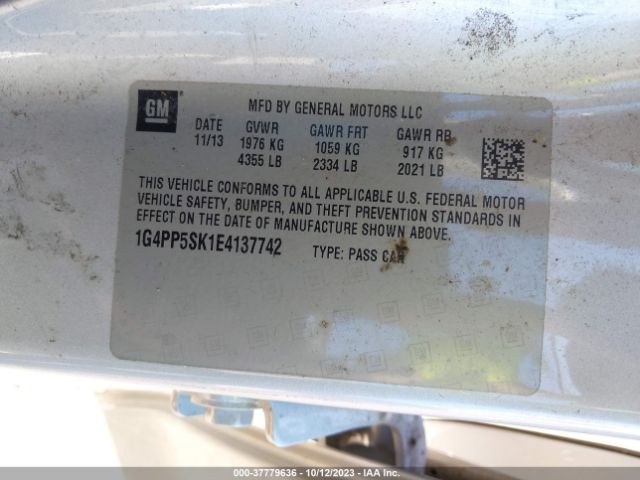 GM
MFD BY GENERAL MOTORS LLC
DATE GVWR GAWR FRT GAWR RR
11/13 1976 KG 1059 KG 917 KG
4355 LB 2334 LB 2021 LB
THIS VEHICLE CONFORMS TO ALL APPLICABLE U.S. FEDERAL MOTOR
VEHICLE SAFETY, BUMPER, AND THEFT PREVENTION STANDARDS IN
EFFECT ON THE DATE OF MANUFACTURE SHOWN ABOVE.
1G4PP5SK1E4137742 TYPE: PASS CAR
000-37779636 - 10/12/2023 - IAA Inc.